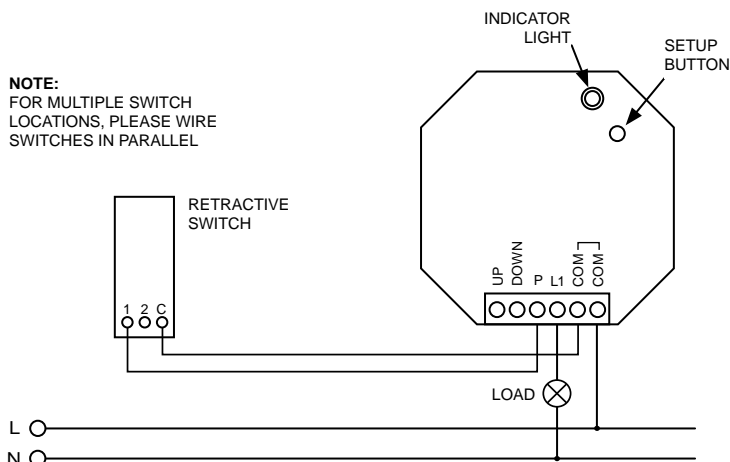 INDICATOR
LIGHT
SETUP
BUTTON
NOTE:
FOR MULTIPLE SWITCH
LOCATIONS, PLEASE WIRE
SWITCHES IN PARALLEL
RETRACTIVE
SWITCH
UP DOWN P L1 COM COM
1 2 C
LOAD
L
N